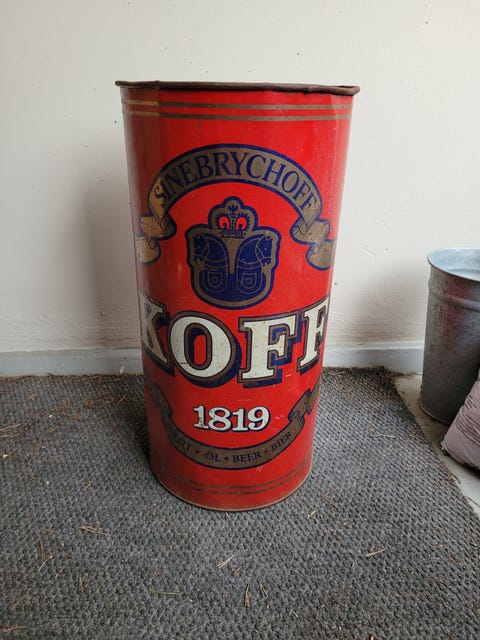 SINEBRYCHOFF
KOFF
1819
ÖL • BEER • BIER